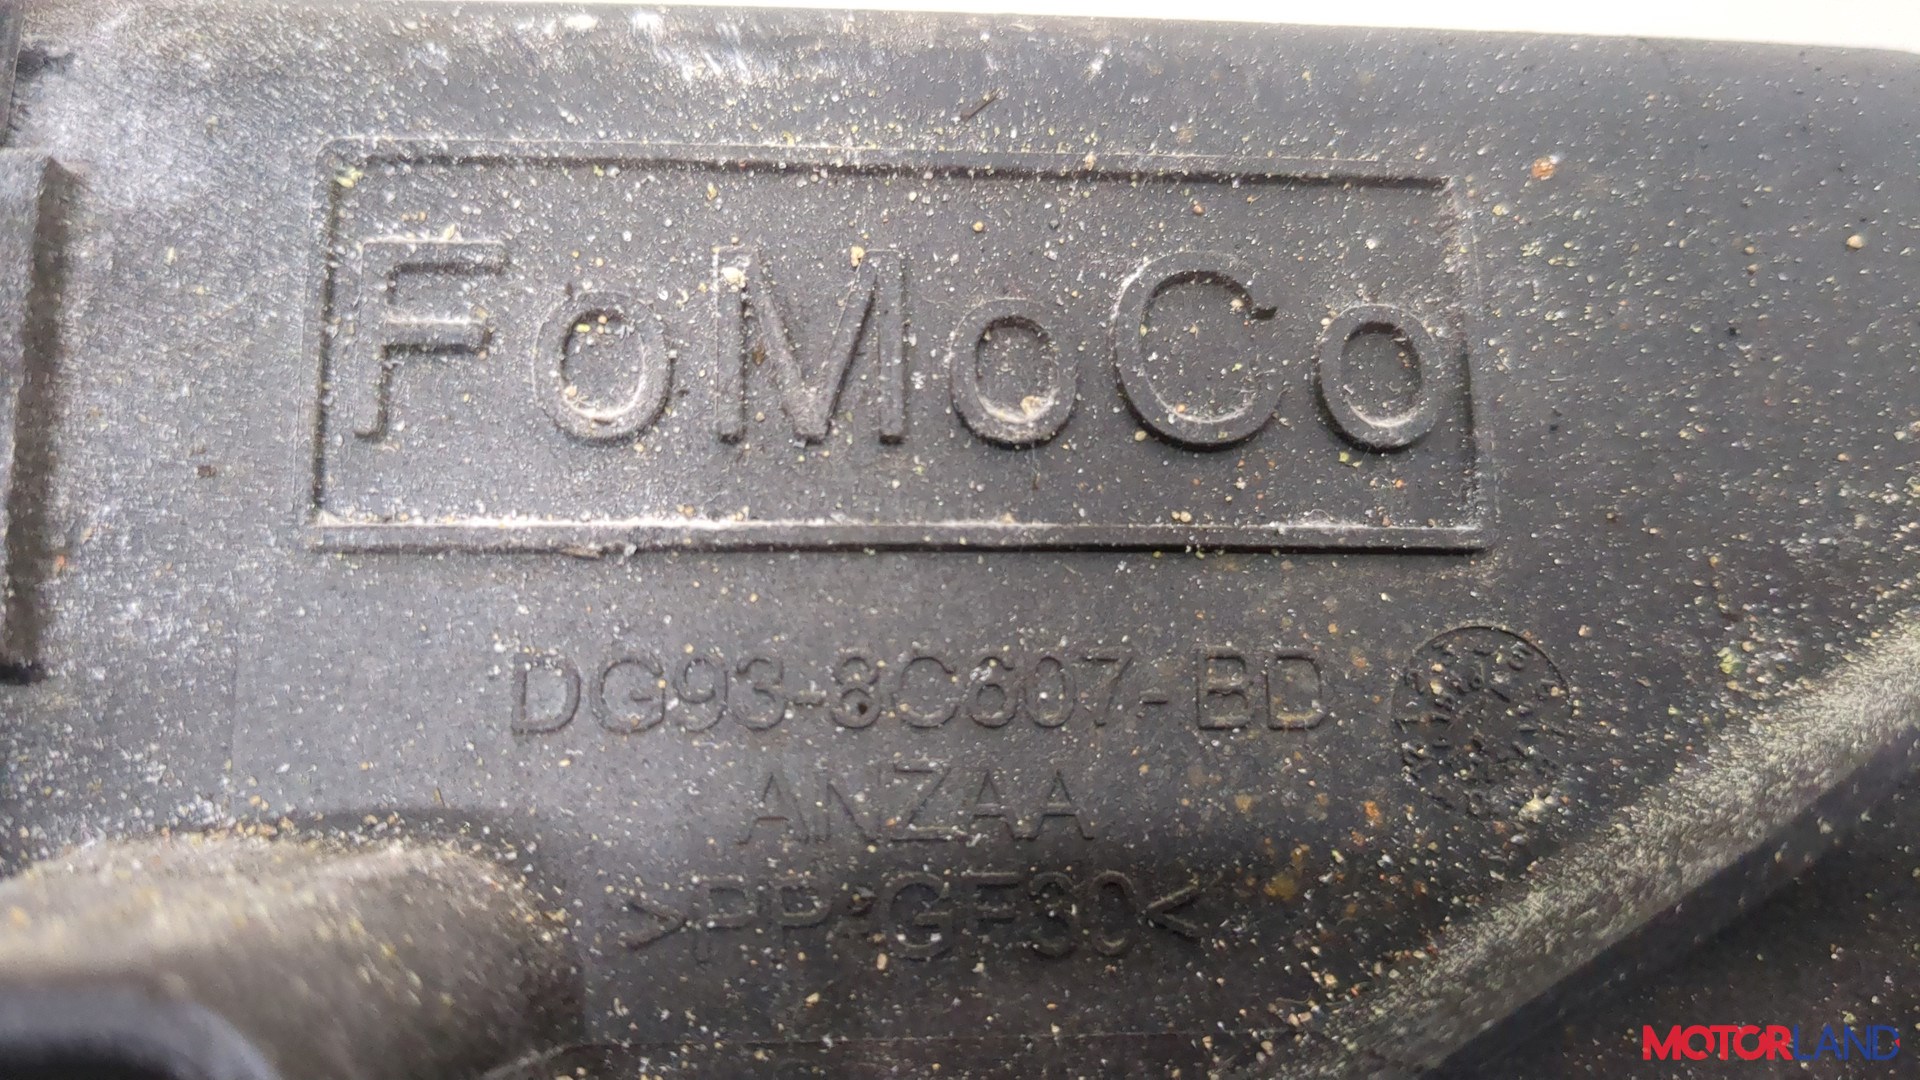 FoMoCo
DG93-8C607-BD
ANZAA
>PP-GF30<
MOTORLAND